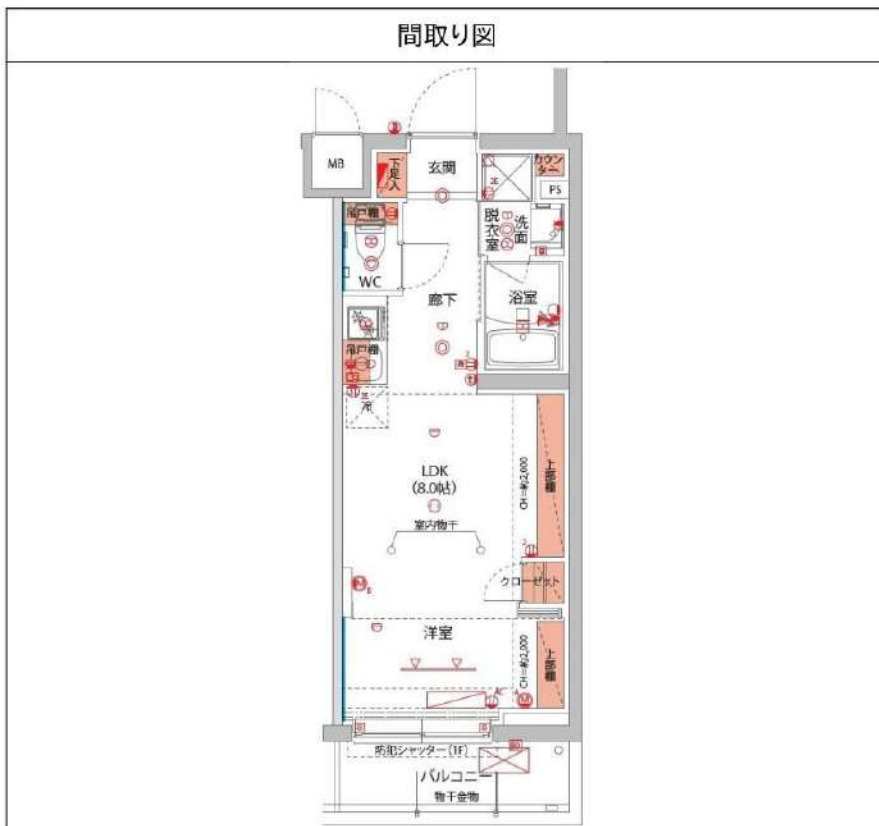 間取り図
MB
下足入
玄関
カウンター
PS
吊戸棚
脱衣室
洗面
WC
廊下
浴室
吊戸棚
冷
LDK
(8.0帖)
CH=約2,000
上部棚
室内物干
クローゼット
洋室
CH=約2,000
上部棚
防犯シャッター(1F)
バルコニー
物干金物